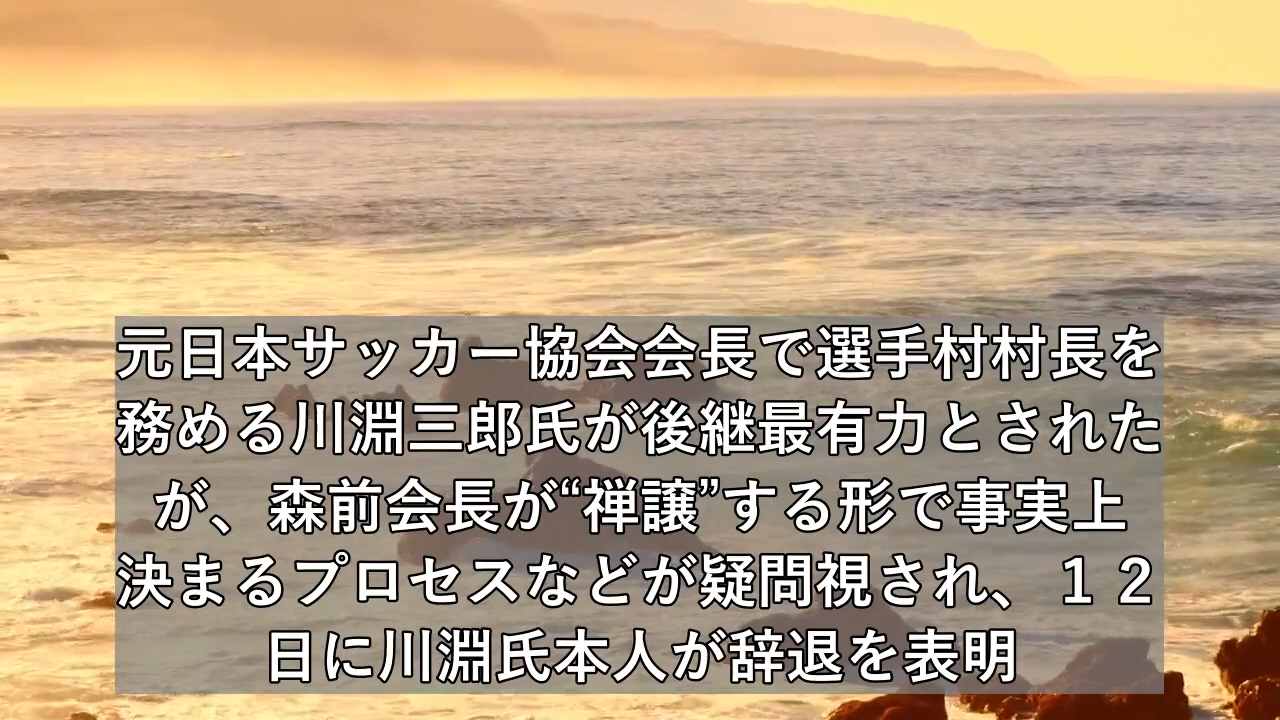 元日本サッカー協会会長で選手村村長を
務める川淵三郎氏が後継最有力とされた
が、森前会長が“禅譲”する形で事実上
決まるプロセスなどが疑問視され、１２
日に川淵氏本人が辞退を表明